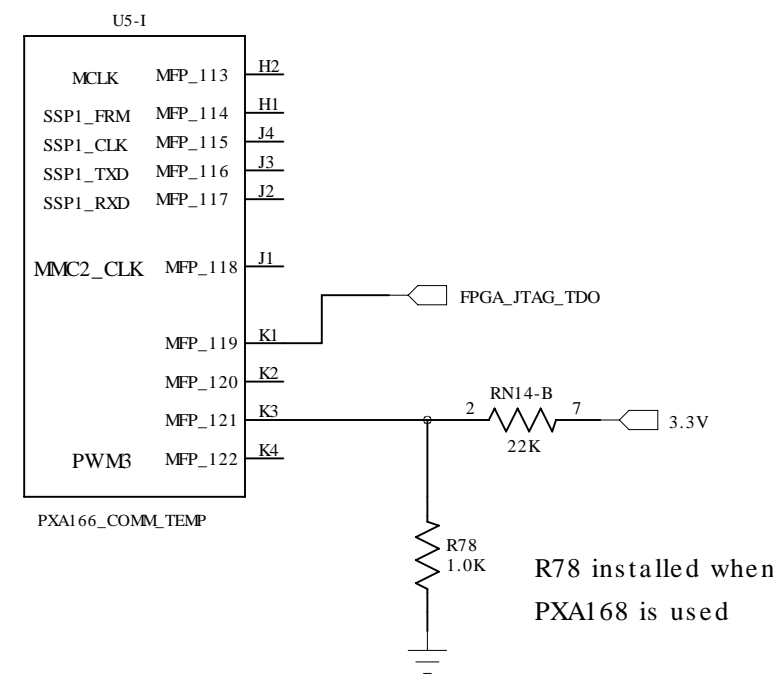 U5-I
MCLK MFP_113 H2
SSP1_FRM MFP_114 H1
SSP1_CLK MFP_115 J4
SSP1_TXD MFP_116 J3
SSP1_RXD MFP_117 J2
MMC2_CLK MFP_118 J1
FPGA_JTAG_TDO
MFP_119 K1
MFP_120 K2
RN14-B
MFP_121 K3
2 7
3.3V
22K
PWM3 MFP_122 K4
PXA166_COMM_TEMP
R78
1.0K
R78 installed when
PXA168 is used